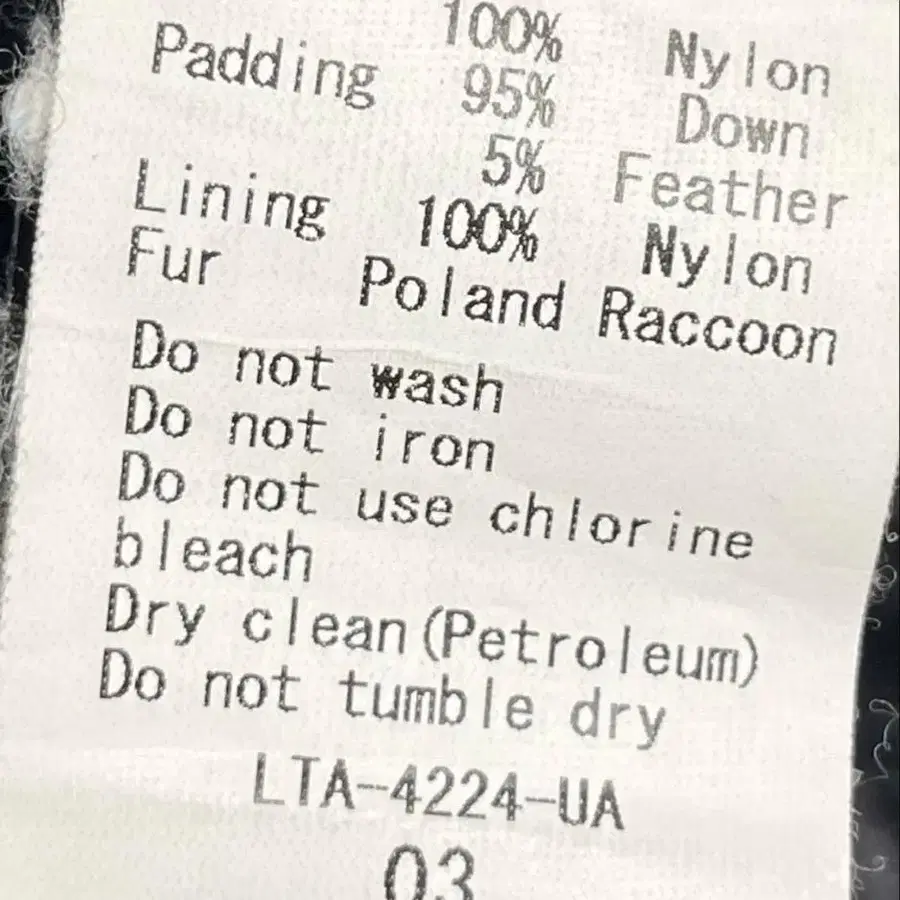 100% Nylon
Padding 95% Down
5% Feather
Lining 100% Nylon
Fur Poland Raccoon
Do not wash
Do not iron
Do not use chlorine
bleach
Dry clean(Petroleum)
Do not tumble dry
LTA-4224-UA
03